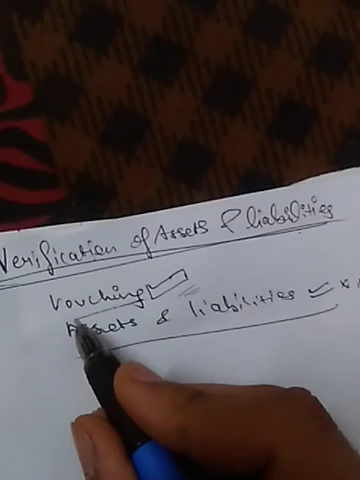 Verification of Assets & liabilities
Vouching
Assets & liabilities